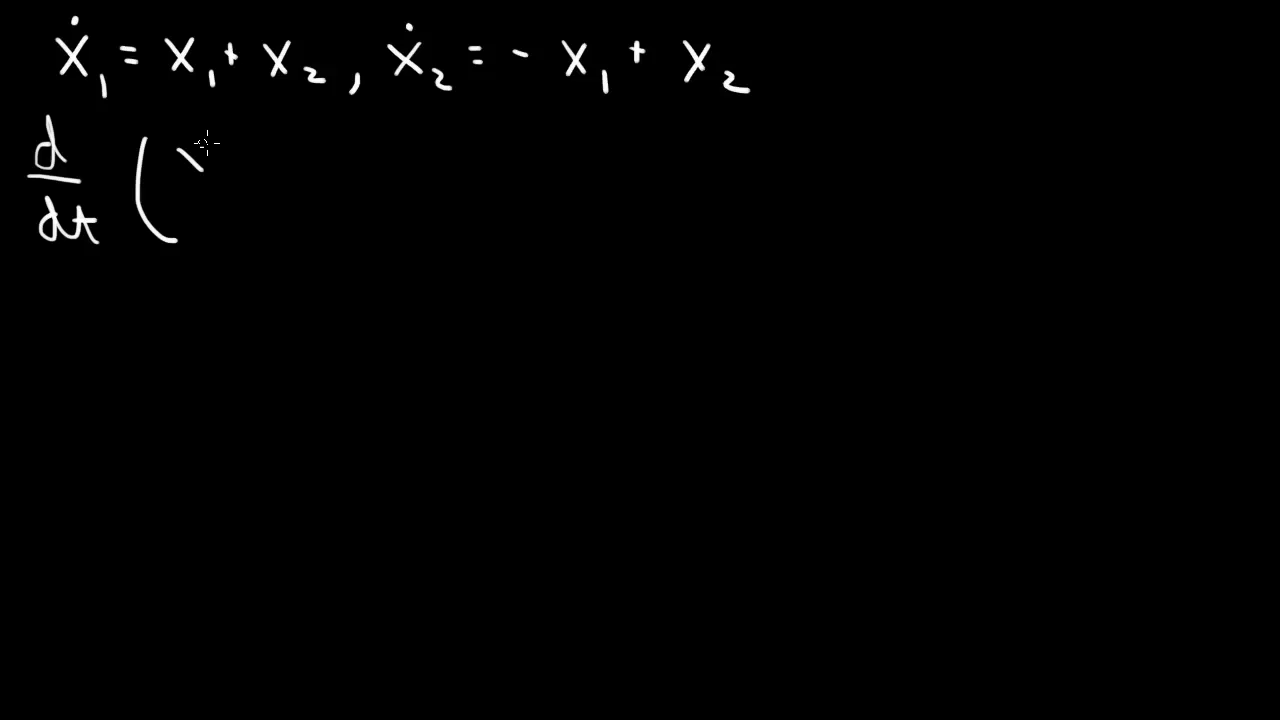 ẋ₁ = x₁ + x₂, ẋ₂ = - x₁ + x₂
d/dt (